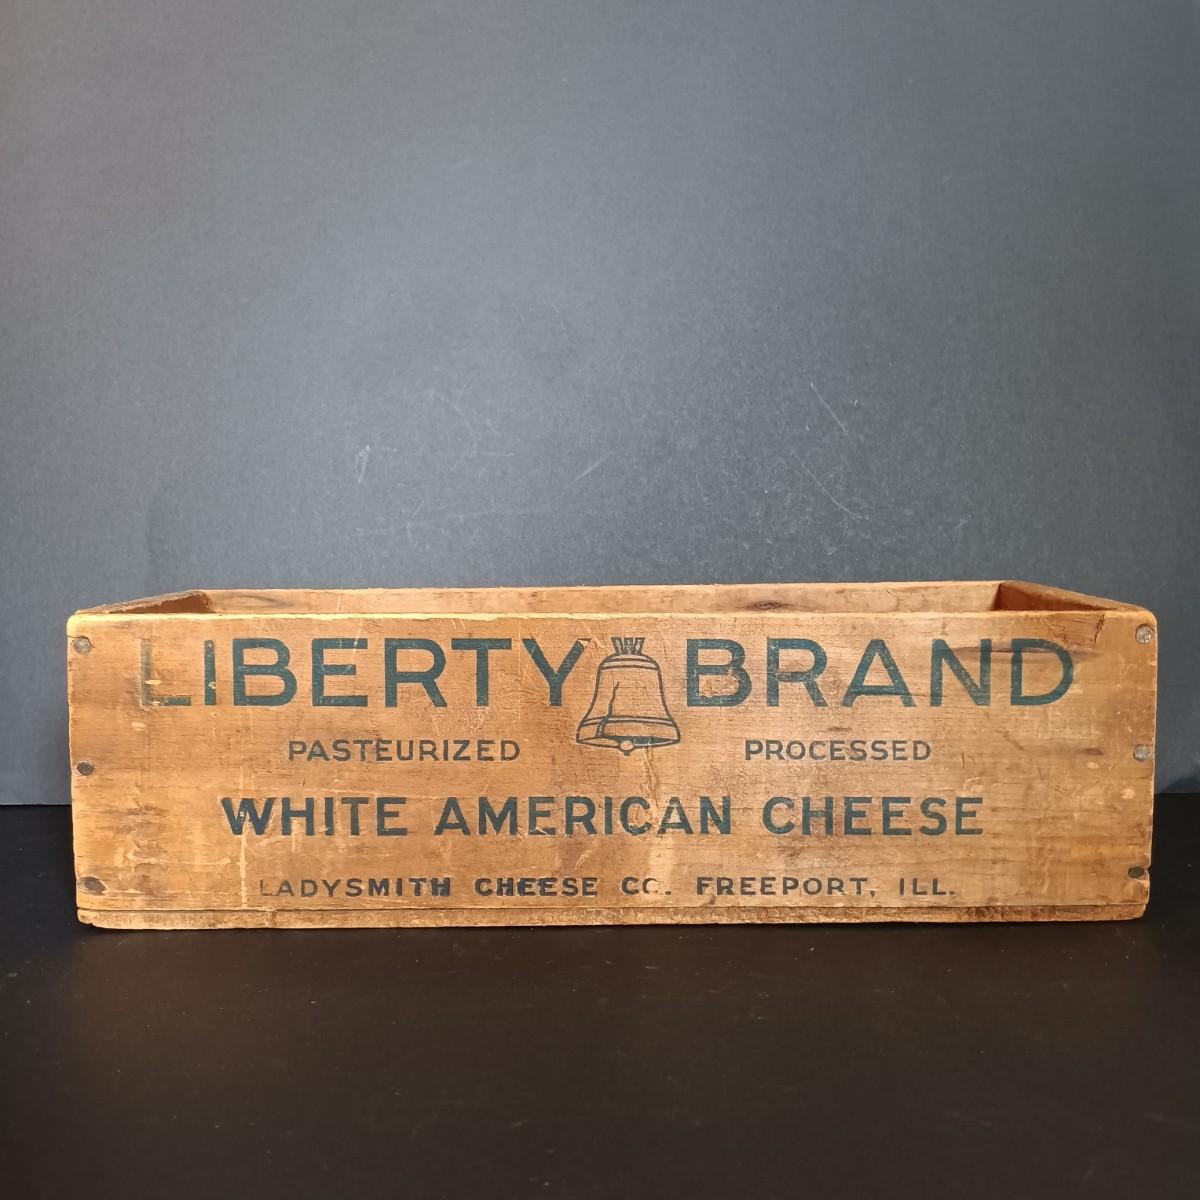 LIBERTY BRAND
PASTEURIZED PROCESSED
WHITE AMERICAN CHEESE
LADYSMITH CHEESE CO. FREEPORT, ILL.